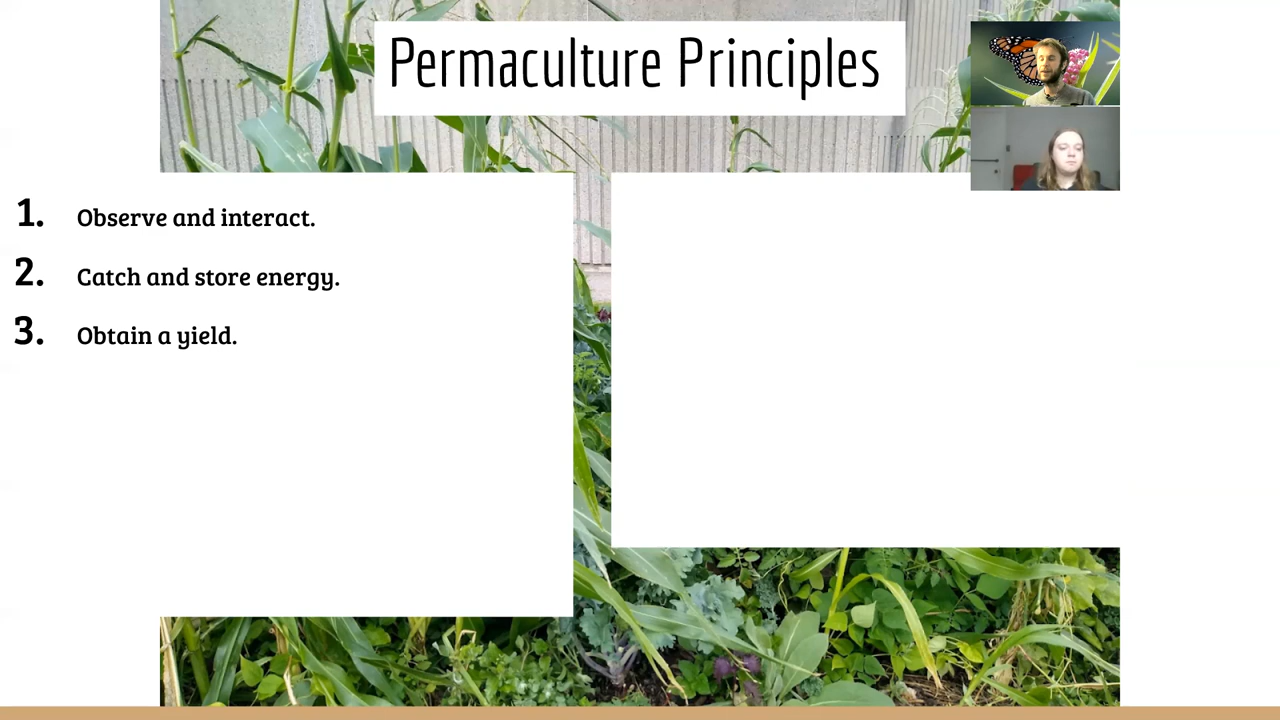 Permaculture Principles
1. Observe and interact.
2. Catch and store energy.
3. Obtain a yield.